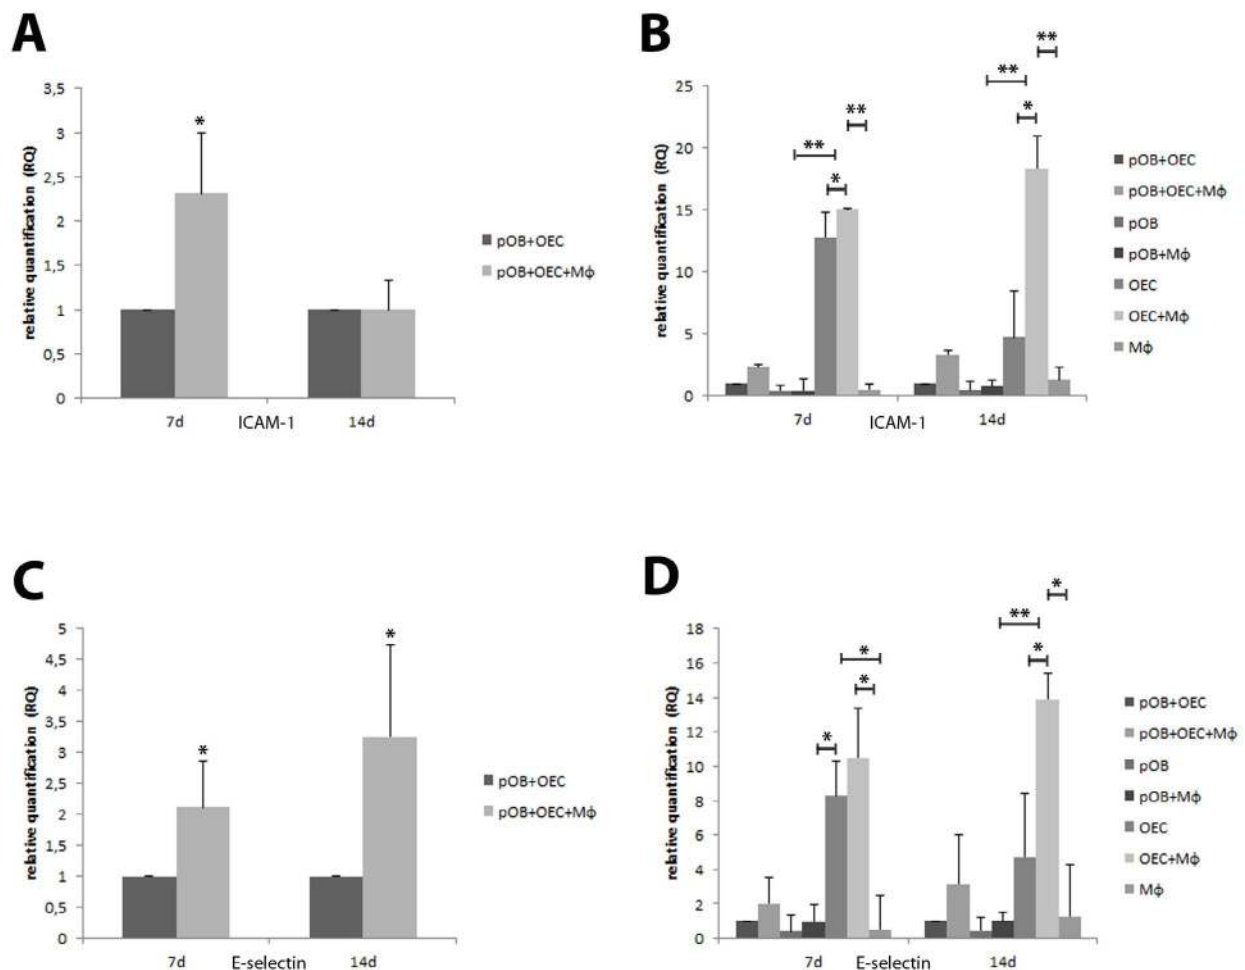 A
3,5
3
2,5
2
1,5
1
0,5
0
relative quantification (RQ)
*
7d ICAM-1 14d
pOB+OEC
pOB+OEC+Mϕ
B
25
20
15
10
5
0
relative quantification (RQ)
** * **
** * **
7d ICAM-1 14d
pOB+OEC
pOB+OEC+Mϕ
pOB
pOB+Mϕ
OEC
OEC+Mϕ
Mϕ
C
5
4,5
4
3,5
3
2,5
2
1,5
1
0,5
0
relative quantification (RQ)
* *
7d E-selectin 14d
pOB+OEC
pOB+OEC+Mϕ
D
18
16
14
12
10
8
6
4
2
0
relative quantification (RQ)
* * *
** * *
7d E-selectin 14d
pOB+OEC
pOB+OEC+Mϕ
pOB
pOB+Mϕ
OEC
OEC+Mϕ
Mϕ